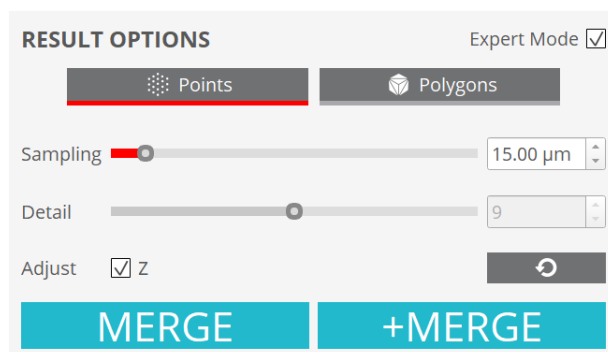 RESULT OPTIONS Expert Mode
Points Polygons
Sampling 15.00 µm
Detail 9
Adjust Z
MERGE +MERGE